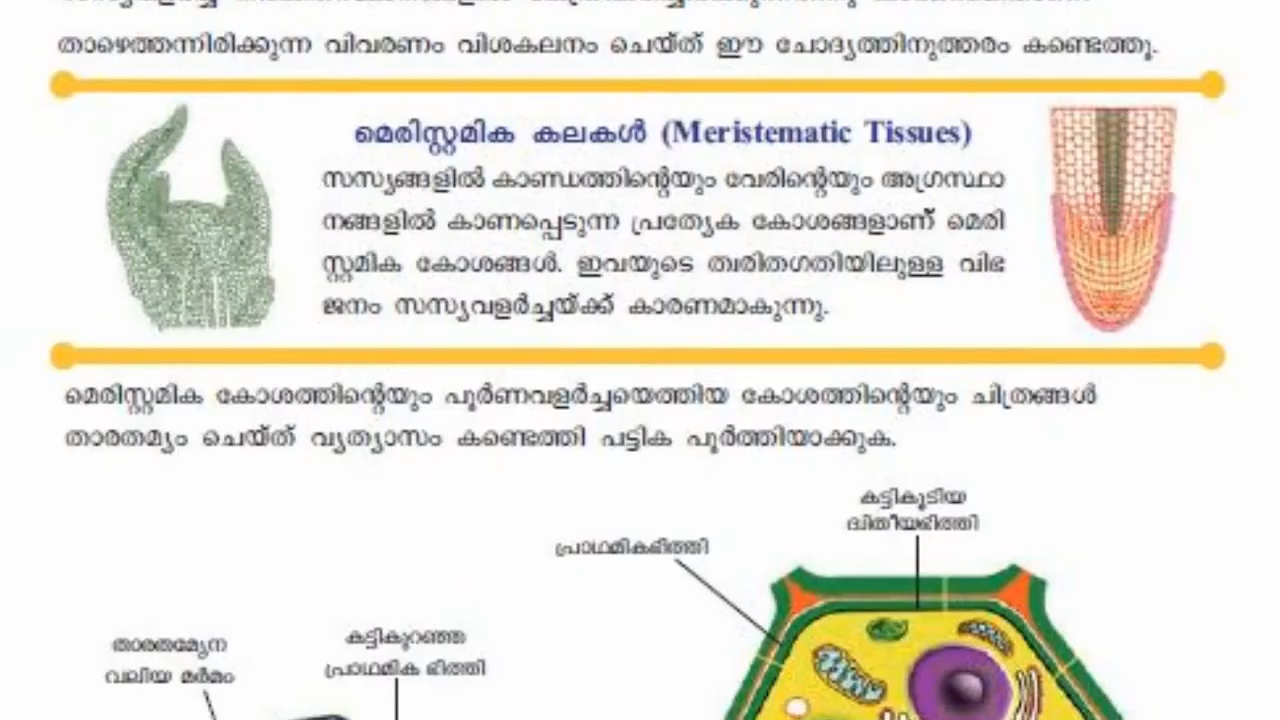 താഴെത്തന്നിരിക്കുന്ന വിവരണം വിശകലനം ചെയ്ത് ഈ ചോദ്യത്തിനുത്തരം കണ്ടെത്തൂ.
മെരിസ്റ്റമിക കലകൾ (Meristematic Tissues)
സസ്യങ്ങളിൽ കാണ്ഡത്തിന്റെയും വേരിന്റെയും അഗ്രസ്ഥാ
നങ്ങളിൽ കാണപ്പെടുന്ന പ്രത്യേക കോശങ്ങളാണ് മെരി
സ്റ്റമിക കോശങ്ങൾ. ഇവയുടെ ത്വരിതഗതിയിലുള്ള വിഭ
ജനം സസ്യവളർച്ചയ്ക്ക് കാരണമാകുന്നു.
മെരിസ്റ്റമിക കോശത്തിന്റെയും പൂർണവളർച്ചയെത്തിയ കോശത്തിന്റെയും ചിത്രങ്ങൾ
താരതമ്യം ചെയ്ത് വ്യത്യാസം കണ്ടെത്തി പട്ടിക പൂർത്തിയാക്കുക.
കട്ടികൂടിയ
ദ്വിതീയഭിത്തി
പ്രാഥമികഭിത്തി
താരതമ്യേന
വലിയ മർമം
കട്ടികുറഞ്ഞ
പ്രാഥമിക ഭിത്തി